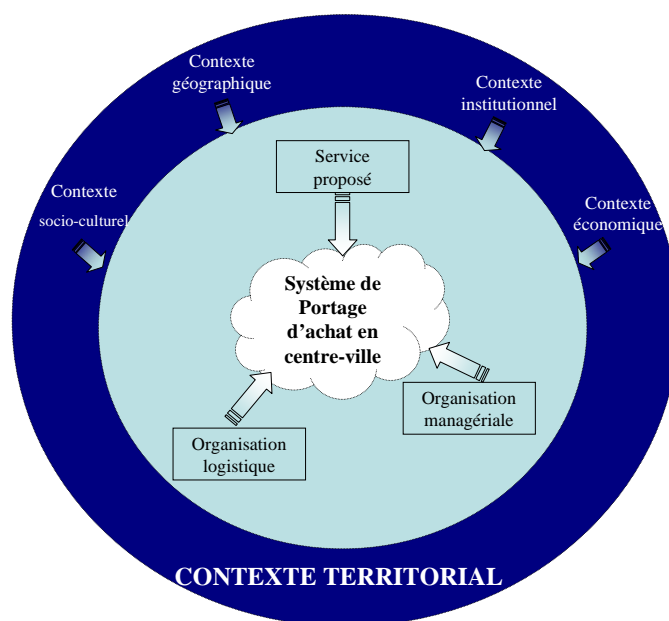 Contexte
géographique
Contexte
institutionnel
Service
proposé
Contexte
socio-culturel
Contexte
économique
Système de
Portage
d'achat en
centre-ville
Organisation
managériale
Organisation
logistique
CONTEXTE TERRITORIAL